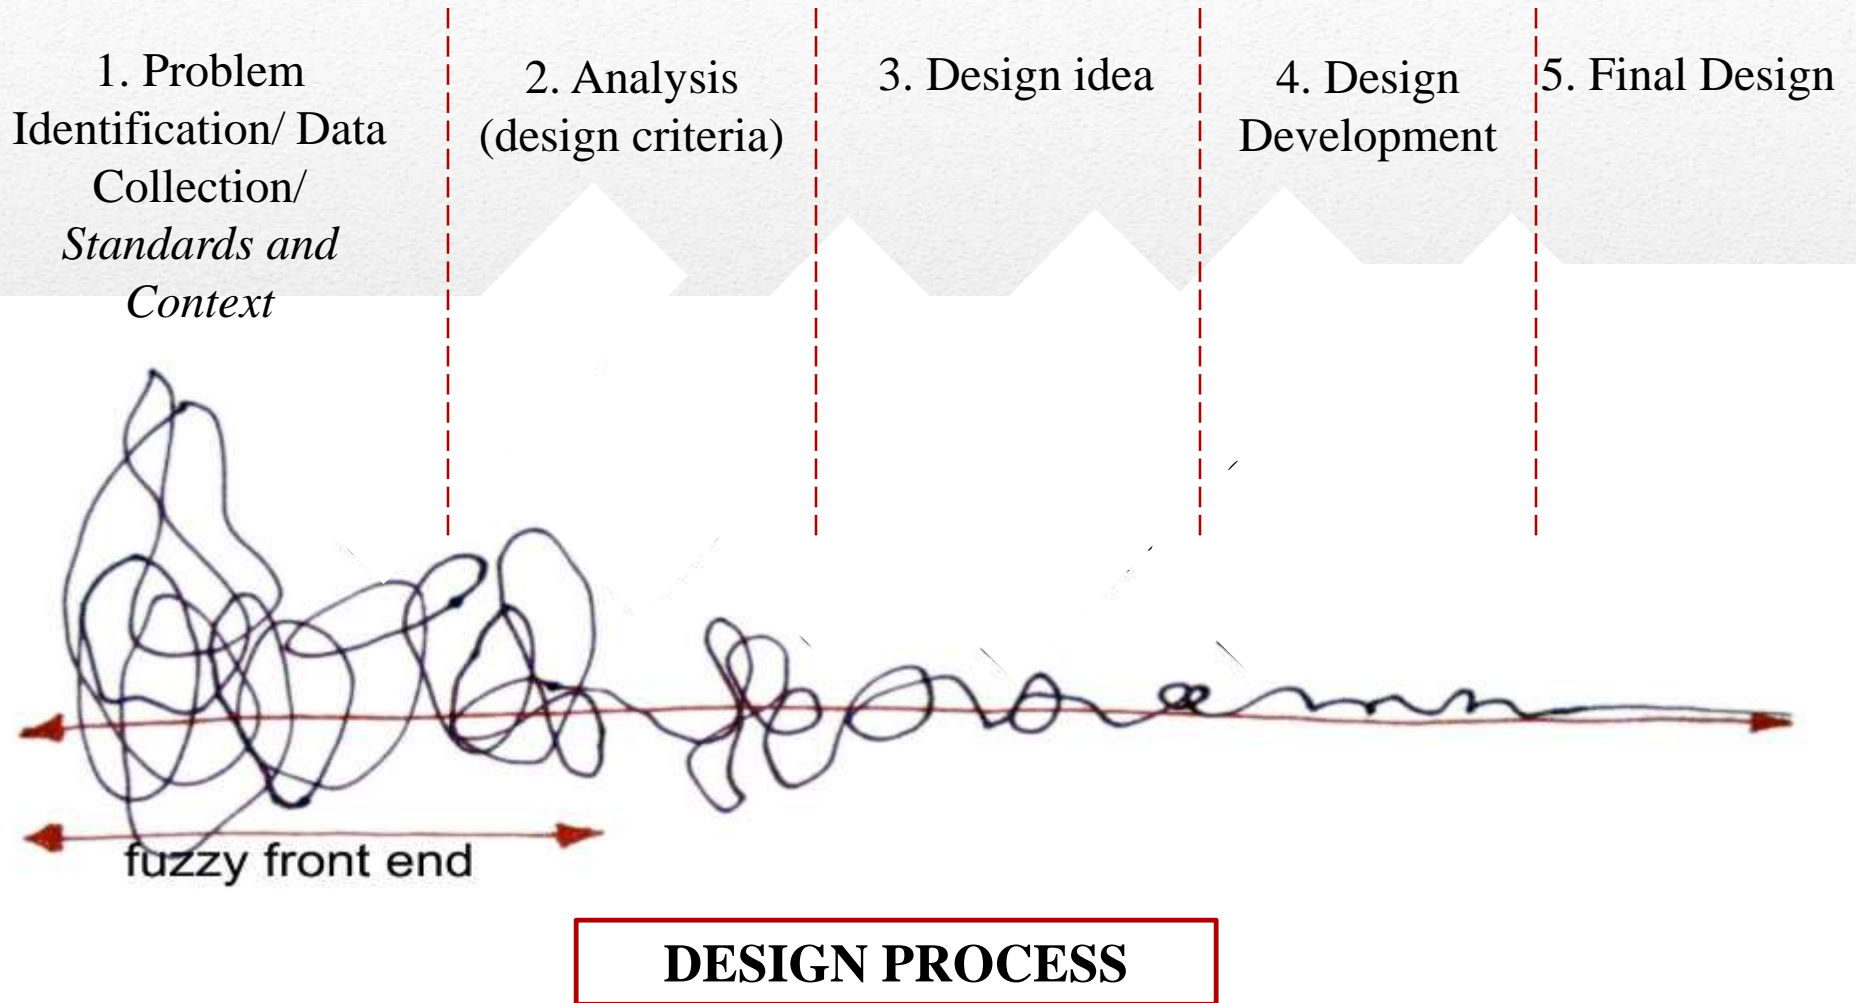 1. Problem
Identification/ Data
Collection/
Standards and
Context
2. Analysis
(design criteria)
3. Design idea
4. Design
Development
5. Final Design
fuzzy front end
DESIGN PROCESS